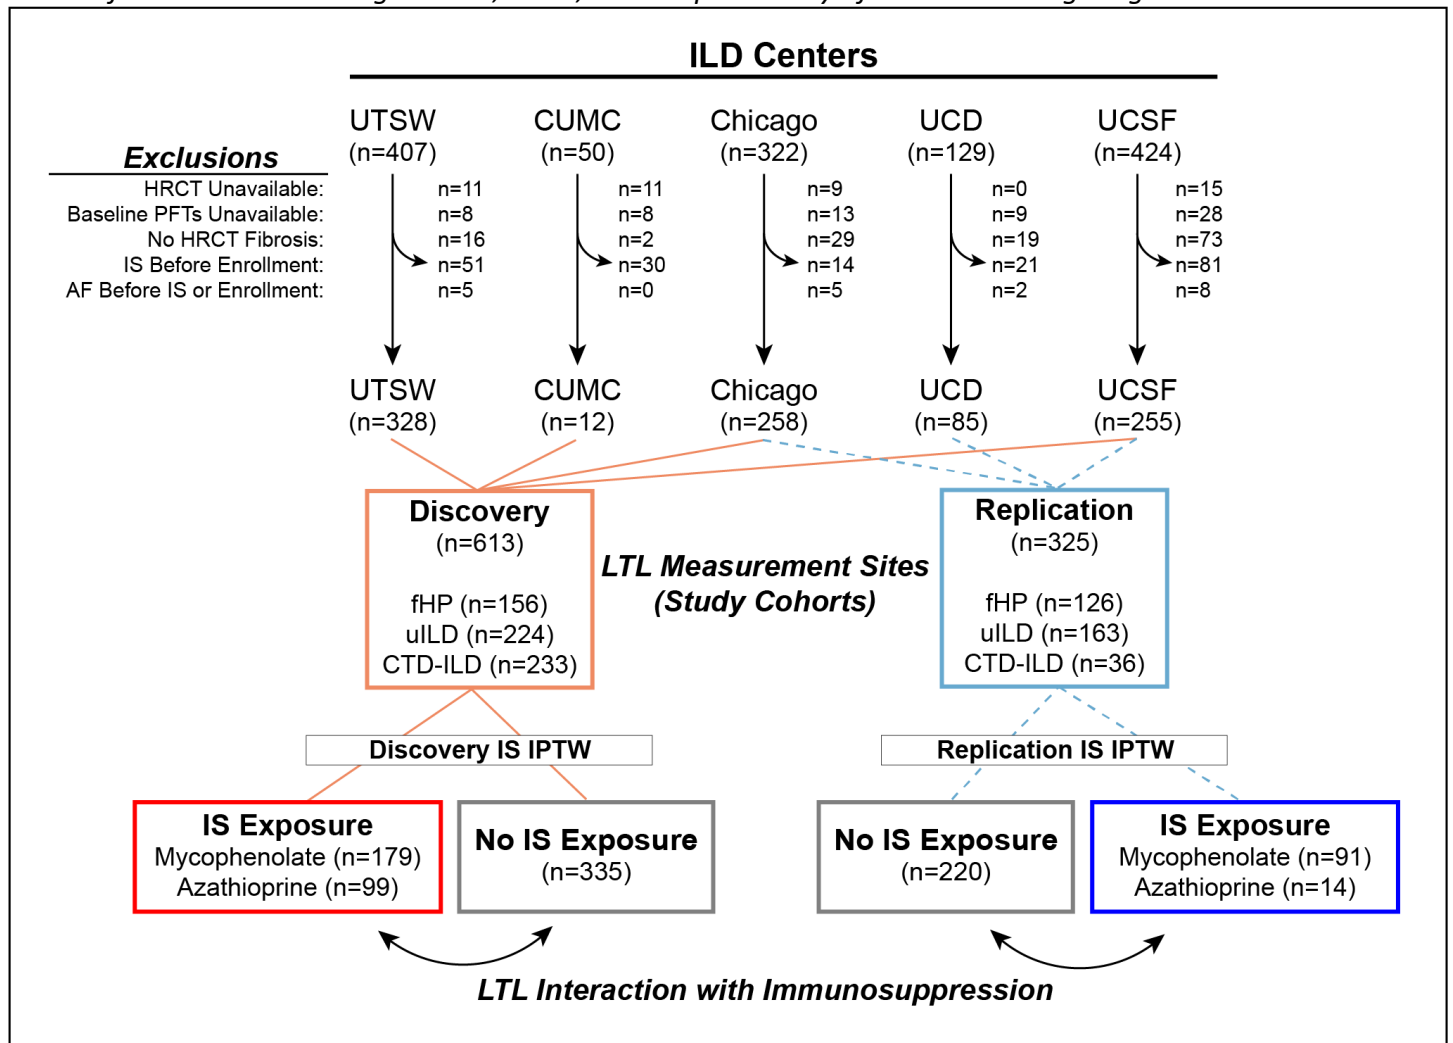 ILD Centers
UTSW CUMC Chicago UCD UCSF
(n=407) (n=50) (n=322) (n=129) (n=424)
Exclusions
HRCT Unavailable: n=11 n=11 n=9 n=0 n=15
Baseline PFTs Unavailable: n=8 n=8 n=13 n=9 n=28
No HRCT Fibrosis: n=16 n=2 n=29 n=19 n=73
IS Before Enrollment: n=51 n=30 n=14 n=21 n=81
AF Before IS or Enrollment: n=5 n=0 n=5 n=2 n=8
UTSW CUMC Chicago UCD UCSF
(n=328) (n=12) (n=258) (n=85) (n=255)
Discovery
(n=613)
fHP (n=156)
uILD (n=224)
CTD-ILD (n=233)
LTL Measurement Sites
(Study Cohorts)
Replication
(n=325)
fHP (n=126)
uILD (n=163)
CTD-ILD (n=36)
Discovery IS IPTW
Replication IS IPTW
IS Exposure
Mycophenolate (n=179)
Azathioprine (n=99)
No IS Exposure
(n=335)
No IS Exposure
(n=220)
IS Exposure
Mycophenolate (n=91)
Azathioprine (n=14)
LTL Interaction with Immunosuppression